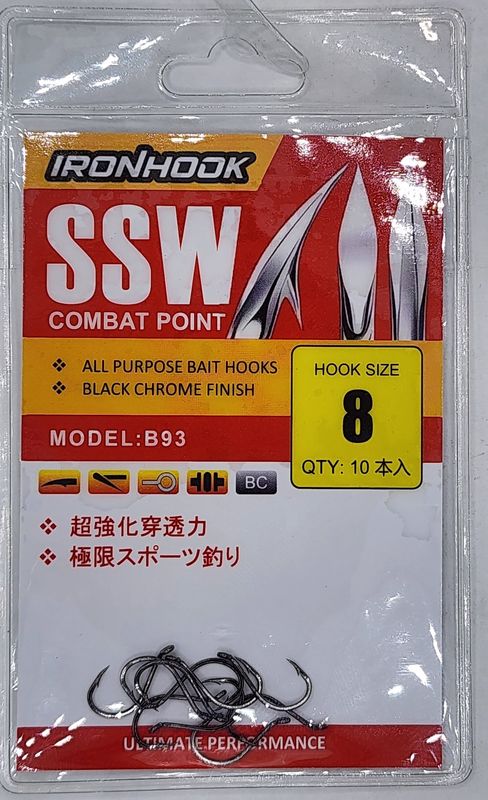 IRONHOOK
SSW
COMBAT POINT
❖ ALL PURPOSE BAIT HOOKS
❖ BLACK CHROME FINISH
HOOK SIZE
8
QTY: 10 本入
MODEL:B93
BC
❖ 超強化穿透力
❖ 極限スポーツ釣り
ULTIMATE PERFORMANCE